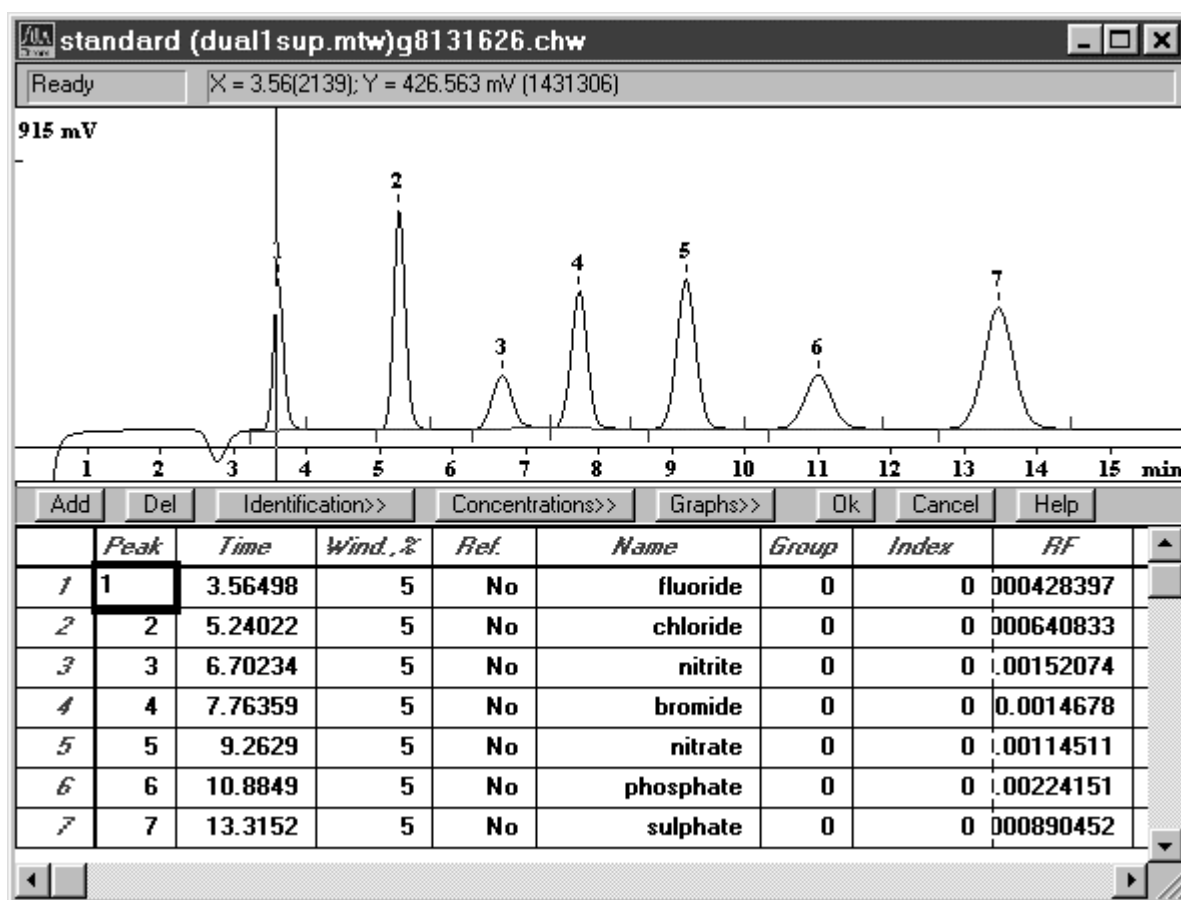 standard (dual1sup.mtw)g8131626.chw
Ready X = 3.56(2139); Y = 426.563 mV (1431306)
915 mV
2
5
4
7
3
6
1 2 3 4 5 6 7 8 9 10 11 12 13 14 15 min
Add Del Identification>> Concentrations>> Graphs>> Ok Cancel Help
Peak Time Wind.,% Ref. Name Group Index RF
1 1 3.56498 5 No fluoride 0 0 000428397
2 2 5.24022 5 No chloride 0 0 000640833
3 3 6.70234 5 No nitrite 0 0 .00152074
4 4 7.76359 5 No bromide 0 0 0.0014678
5 5 9.2629 5 No nitrate 0 0 .00114511
6 6 10.8849 5 No phosphate 0 0 .00224151
7 7 13.3152 5 No sulphate 0 0 000890452